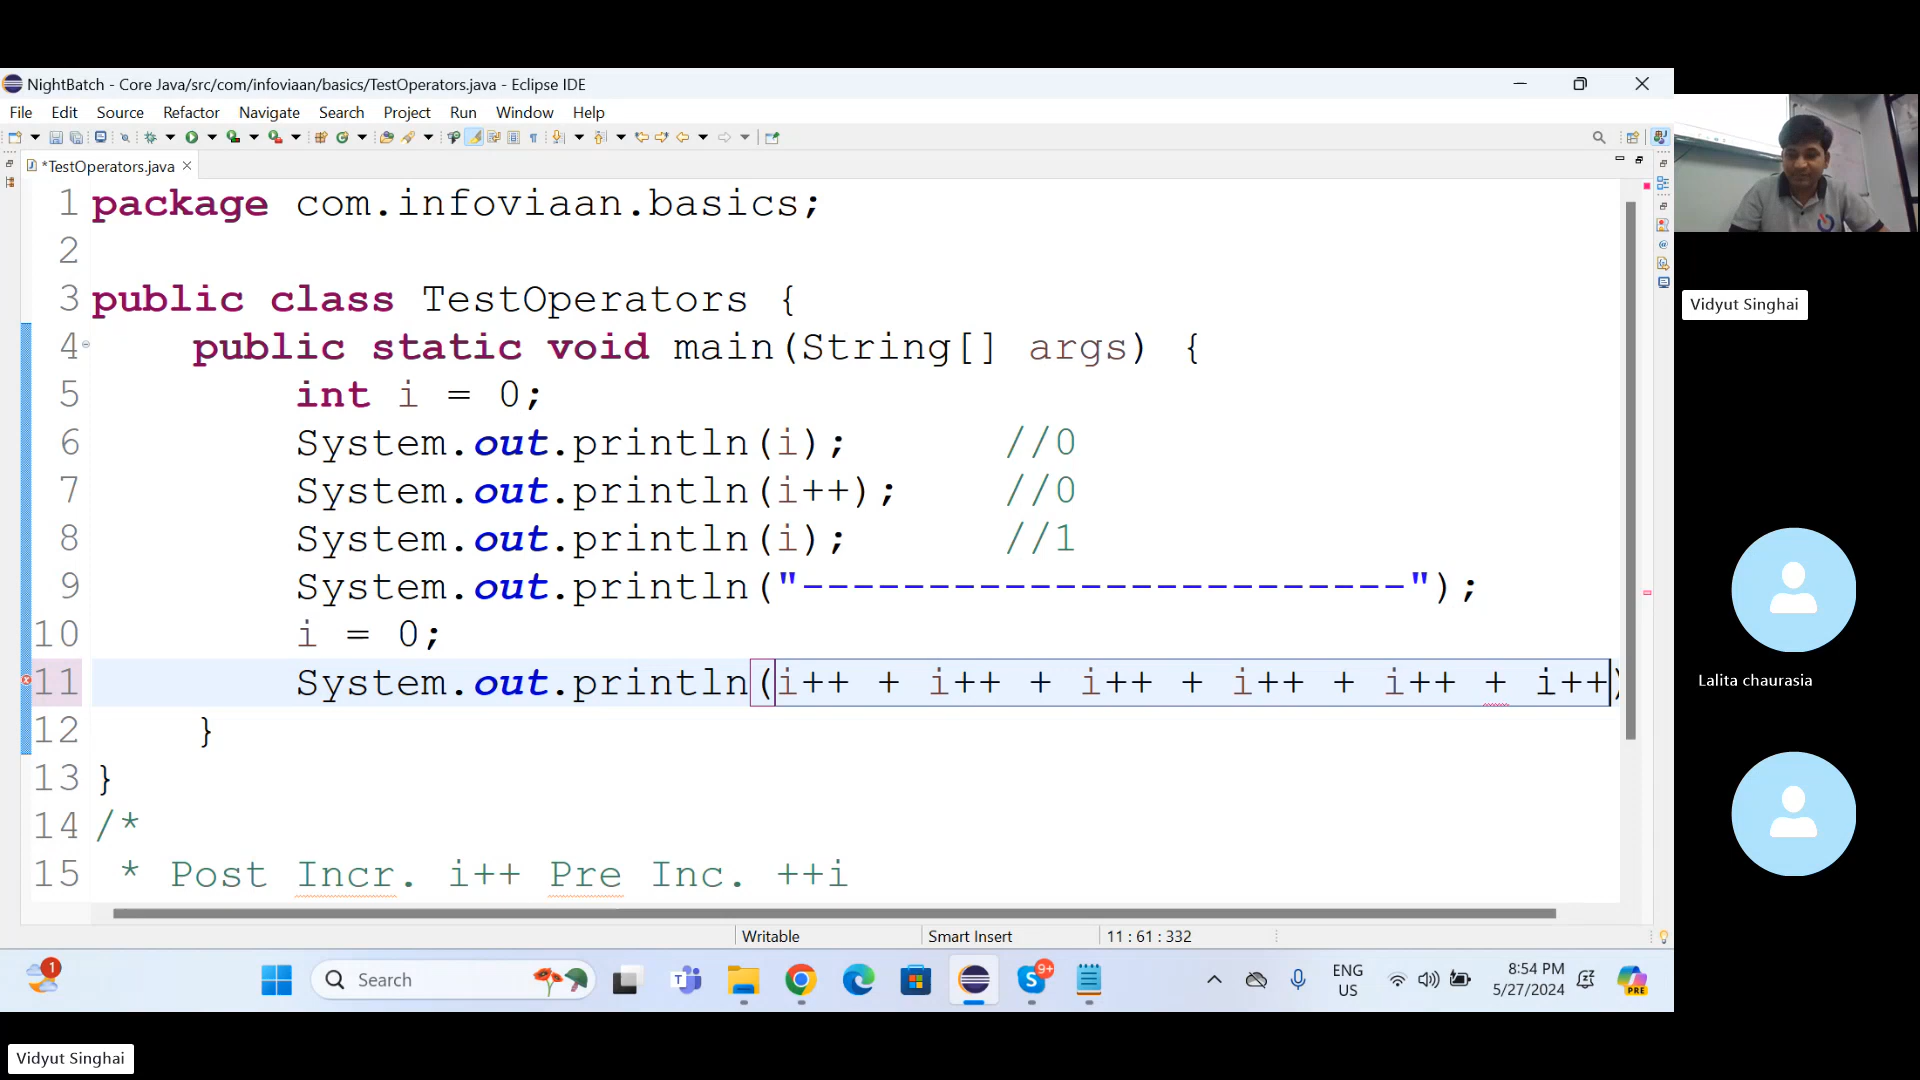 NightBatch - Core Java/src/com/infoviaan/basics/TestOperators.java - Eclipse IDE
File Edit Source Refactor Navigate Search Project Run Window Help
*TestOperators.java
1 package com.infoviaan.basics;
2
3 public class TestOperators {
4 public static void main(String[] args) {
5 int i = 0;
6 System.out.println(i); //0
7 System.out.println(i++); //0
8 System.out.println(i); //1
9 System.out.println("------------------------");
10 i = 0;
11 System.out.println(i++ + i++ + i++ + i++ + i++ + i++)
12 }
13 }
14 /*
15 * Post Incr. i++ Pre Inc. ++i
Writable Smart Insert 11 : 61 : 332
1 Search 9+ ENG US 8:54 PM 5/27/2024 PRE
Vidyut Singhai
Lalita chaurasia
Vidyut Singhai